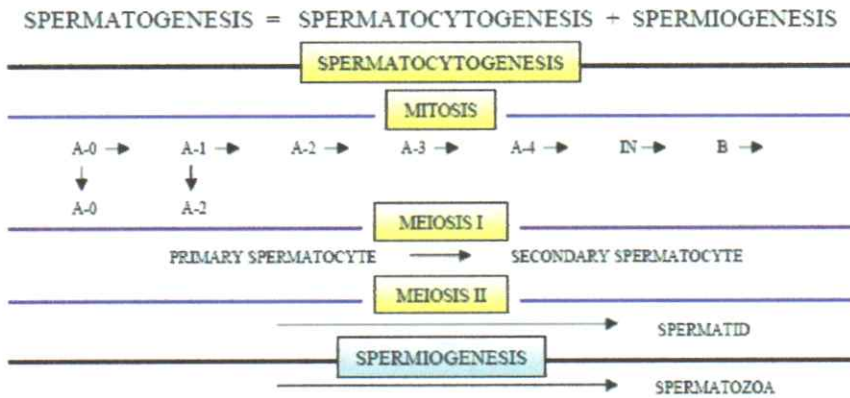 SPERMATOGENESIS = SPERMATOCYTOGENESIS + SPERMIOGENESIS
SPERMATOCYTOGENESIS
MITOSIS
A-0 → A-1 → A-2 → A-3 → A-4 → IN → B →
↓ ↓
A-0 A-2
MEIOSIS I
PRIMARY SPERMATOCYTE → SECONDARY SPERMATOCYTE
MEIOSIS II
→ SPERMATID
SPERMIOGENESIS
→ SPERMATOZOA